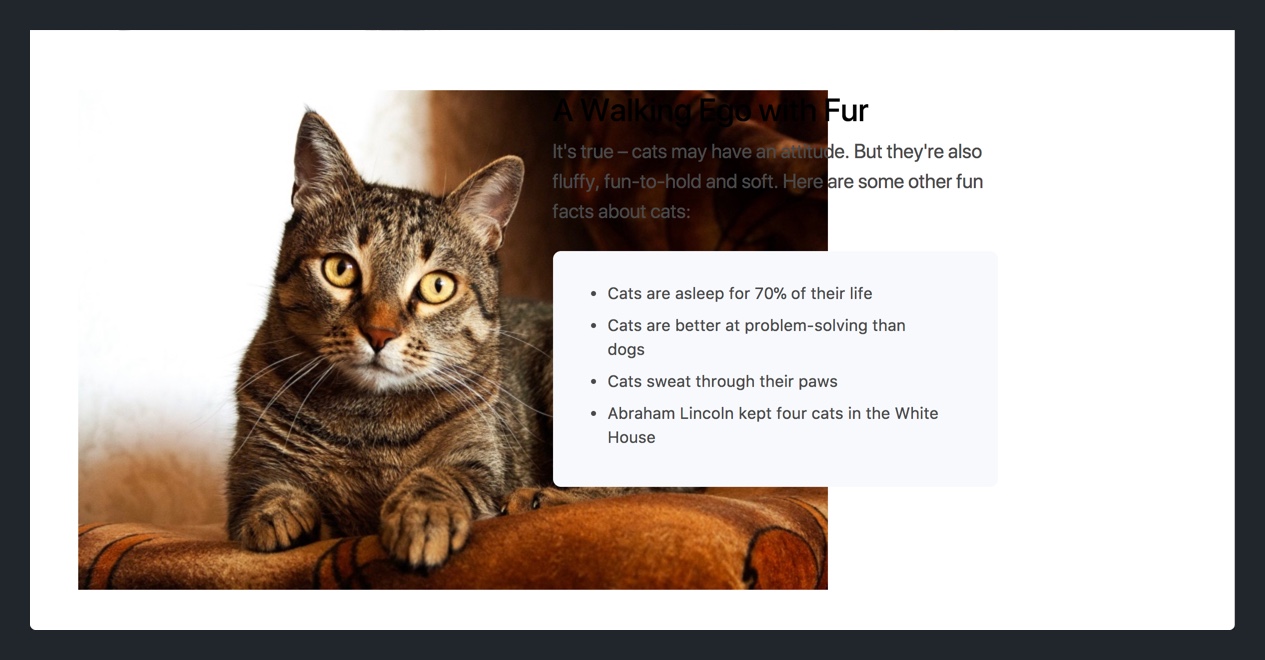 A Walking Ego with Fur
It's true – cats may have an attitude. But they're also
fluffy, fun-to-hold and soft. Here are some other fun
facts about cats:
• Cats are asleep for 70% of their life
• Cats are better at problem-solving than
dogs
• Cats sweat through their paws
• Abraham Lincoln kept four cats in the White
House